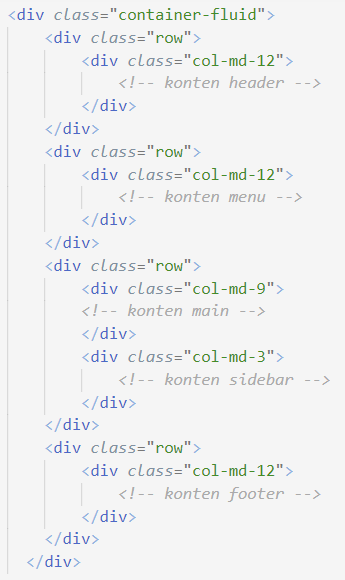 <div class="container-fluid">
    <div class="row">
        <div class="col-md-12">
            <!-- konten header -->
        </div>
    </div>
    <div class="row">
        <div class="col-md-12">
            <!-- konten menu -->
        </div>
    </div>
    <div class="row">
        <div class="col-md-9">
        <!-- konten main -->
        </div>
        <div class="col-md-3">
            <!-- konten sidebar -->
        </div>
    </div>
    <div class="row">
        <div class="col-md-12">
            <!-- konten footer -->
        </div>
    </div>
  </div>